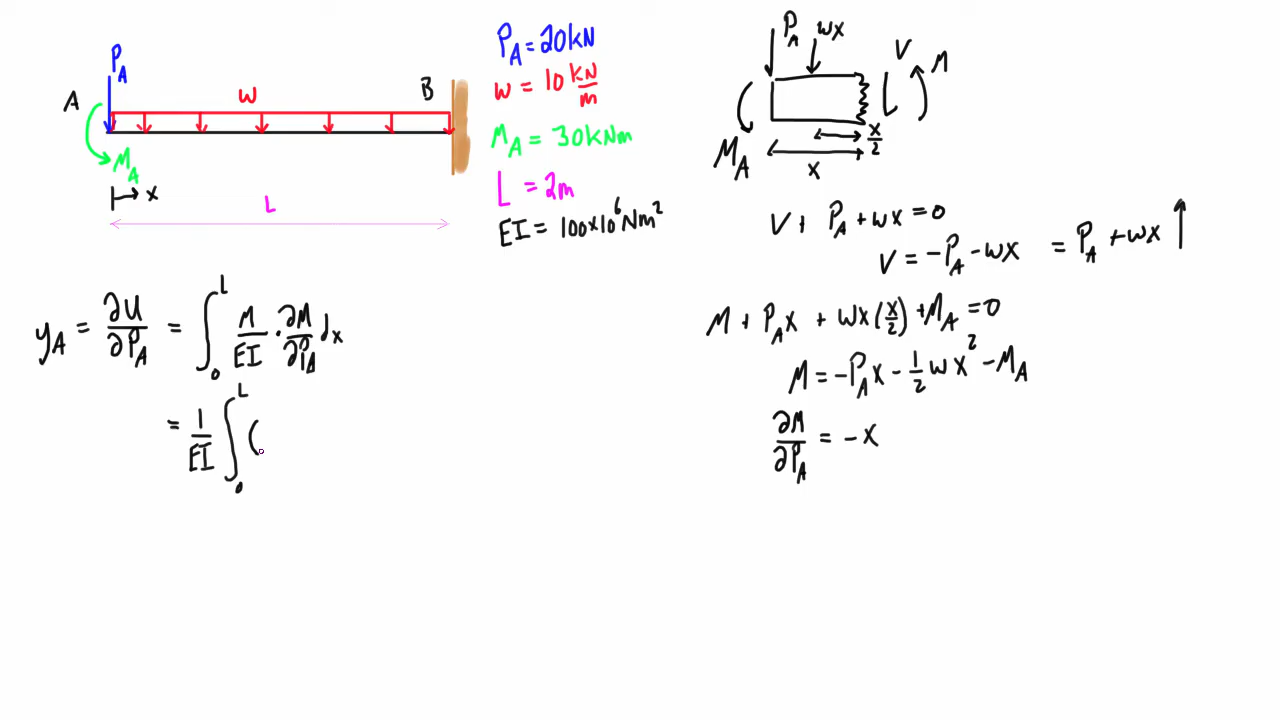 P_A
A
w
B
M_A
x
L
P_A = 20kN
w = 10 kN/m
M_A = 30kNm
L = 2m
EI = 100x10^6 Nm^2
P_A wx V M
M_A
x/2
x
V + P_A + wx = 0
V = -P_A - wx = P_A + wx ↑
M + P_A x + wx(x/2) + M_A = 0
M = -P_A x - 1/2 wx^2 - M_A
∂M/∂P_A = -x
y_A = ∂U/∂P_A = ∫_0^L M/EI · ∂M/∂P_A dx
= 1/EI ∫_0^L (